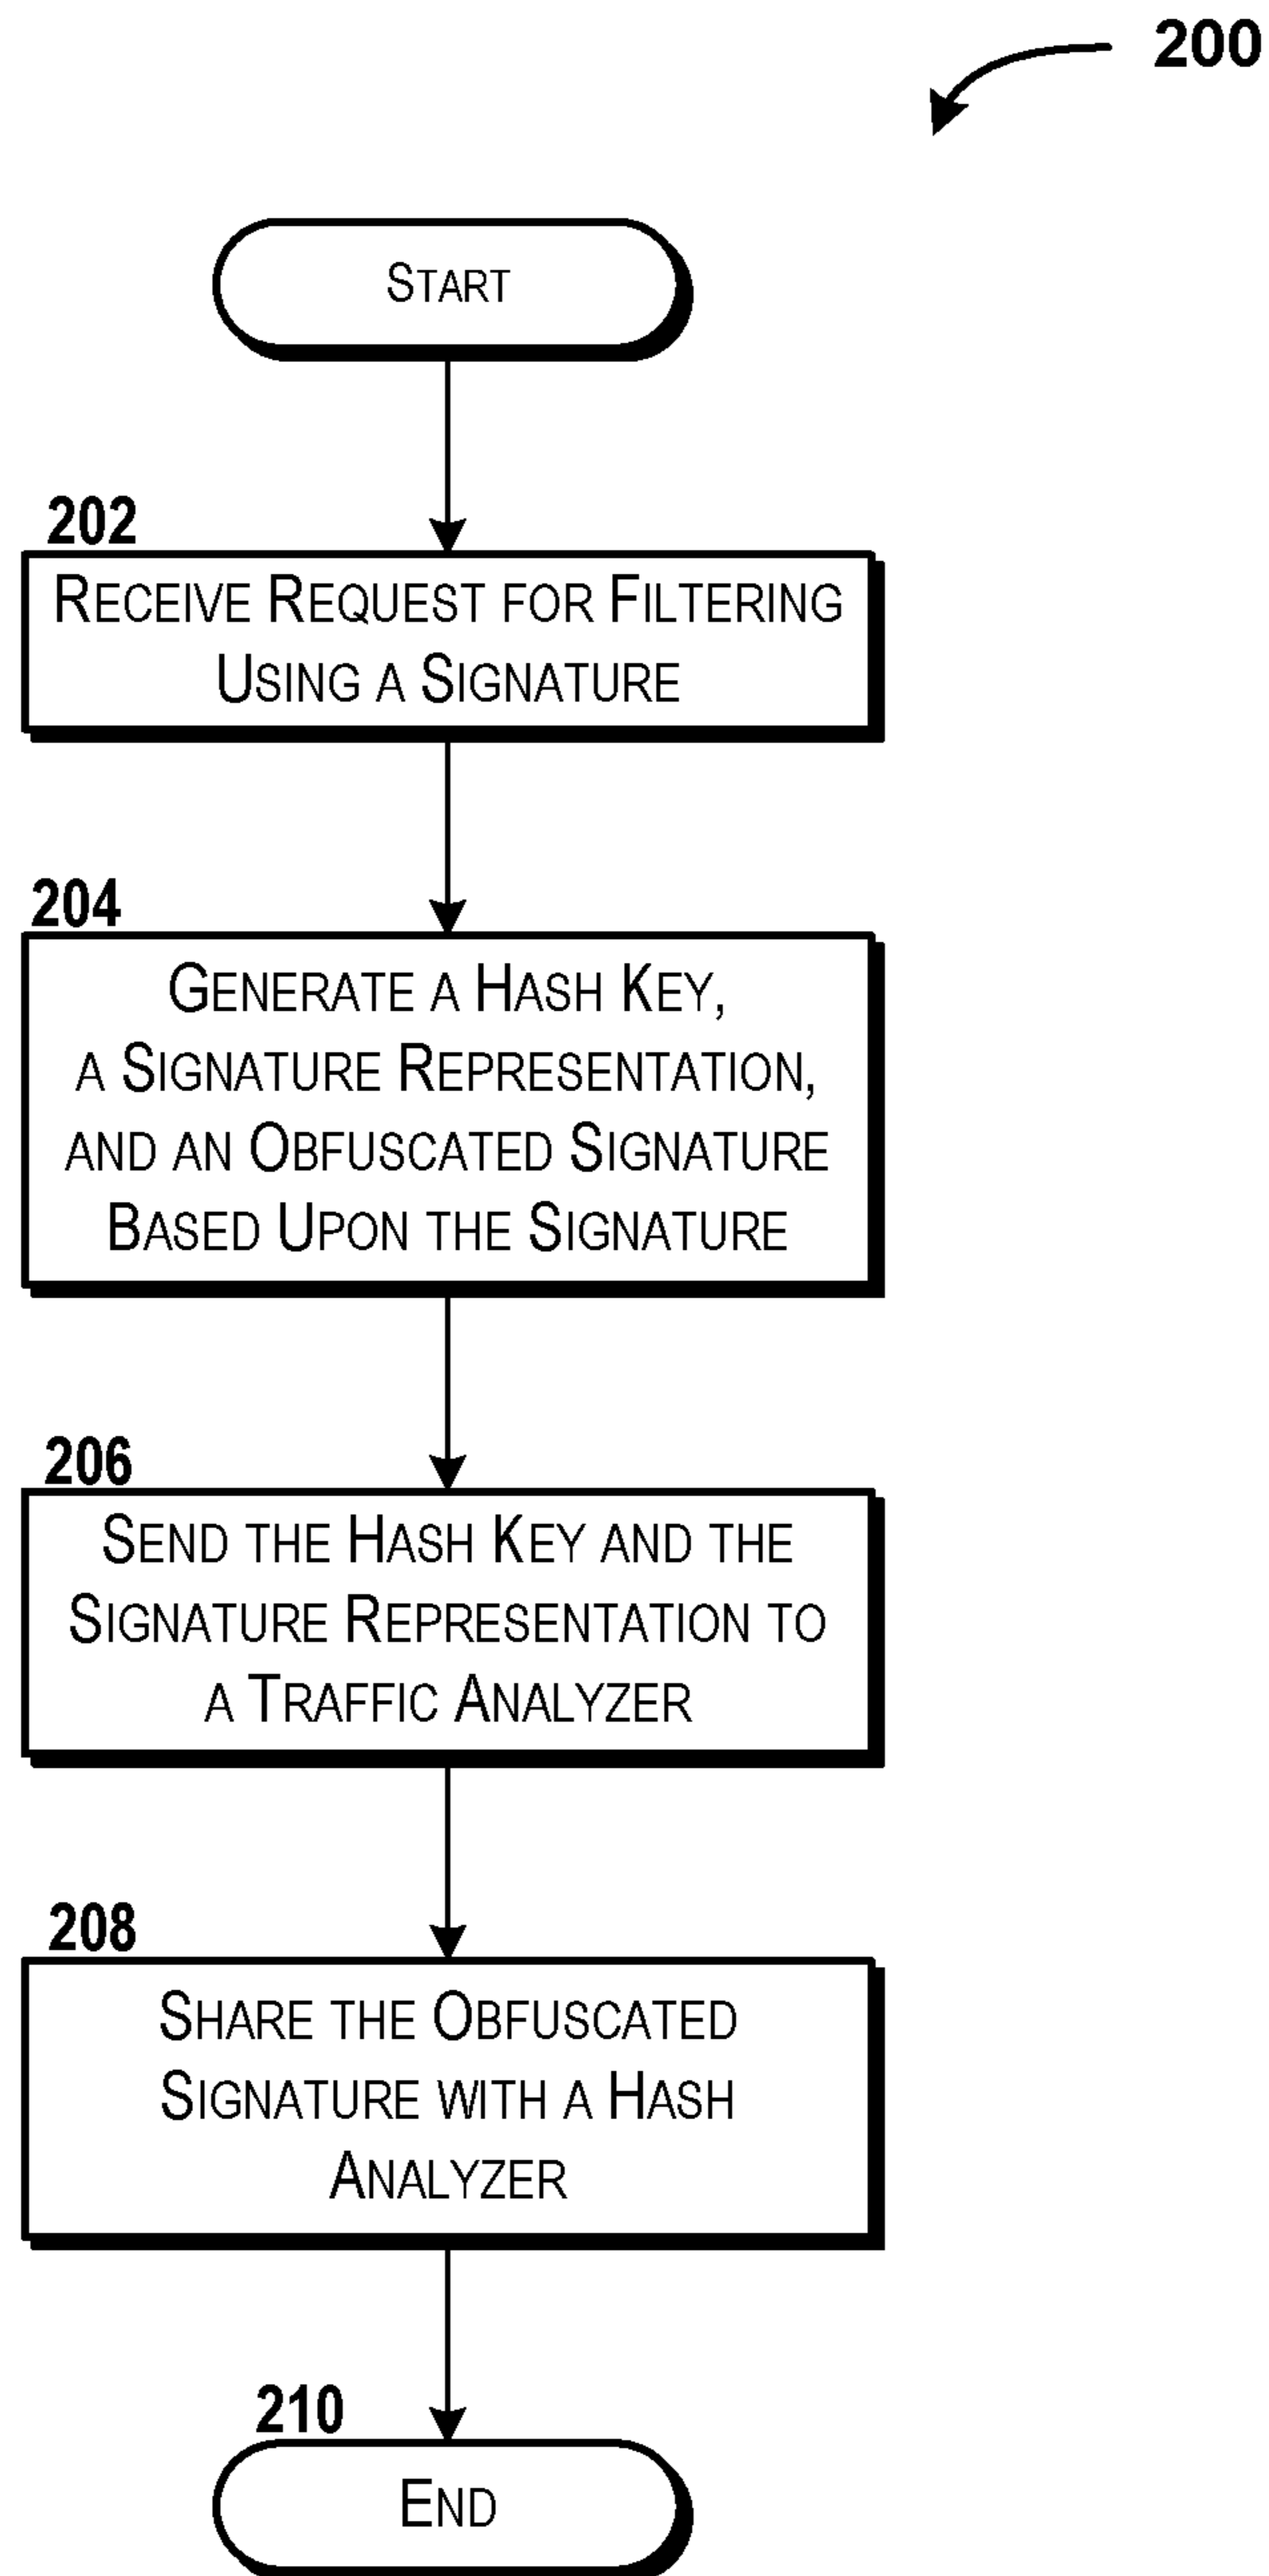 200
START
202
RECEIVE REQUEST FOR FILTERING
USING A SIGNATURE
204
GENERATE A HASH KEY,
A SIGNATURE REPRESENTATION,
AND AN OBFUSCATED SIGNATURE
BASED UPON THE SIGNATURE
206
SEND THE HASH KEY AND THE
SIGNATURE REPRESENTATION TO
A TRAFFIC ANALYZER
208
SHARE THE OBFUSCATED
SIGNATURE WITH A HASH
ANALYZER
210
END